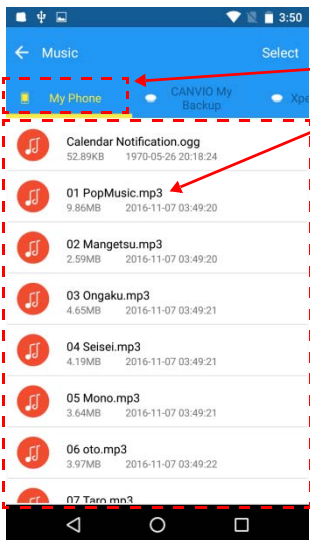 3:50
Music
Select
My Phone
CANVIO My
Backup
Xpe
Calendar Notification.ogg
52.89KB 1970-05-26 20:18:24
01 PopMusic.mp3
9.86MB 2016-11-07 03:49:20
02 Mangetsu.mp3
2.59MB 2016-11-07 03:49:20
03 Ongaku.mp3
4.65MB 2016-11-07 03:49:21
04 Seisei.mp3
4.19MB 2016-11-07 03:49:21
05 Mono.mp3
3.64MB 2016-11-07 03:49:21
06 oto.mp3
3.97MB 2016-11-07 03:49:22
07 Taro.mp3